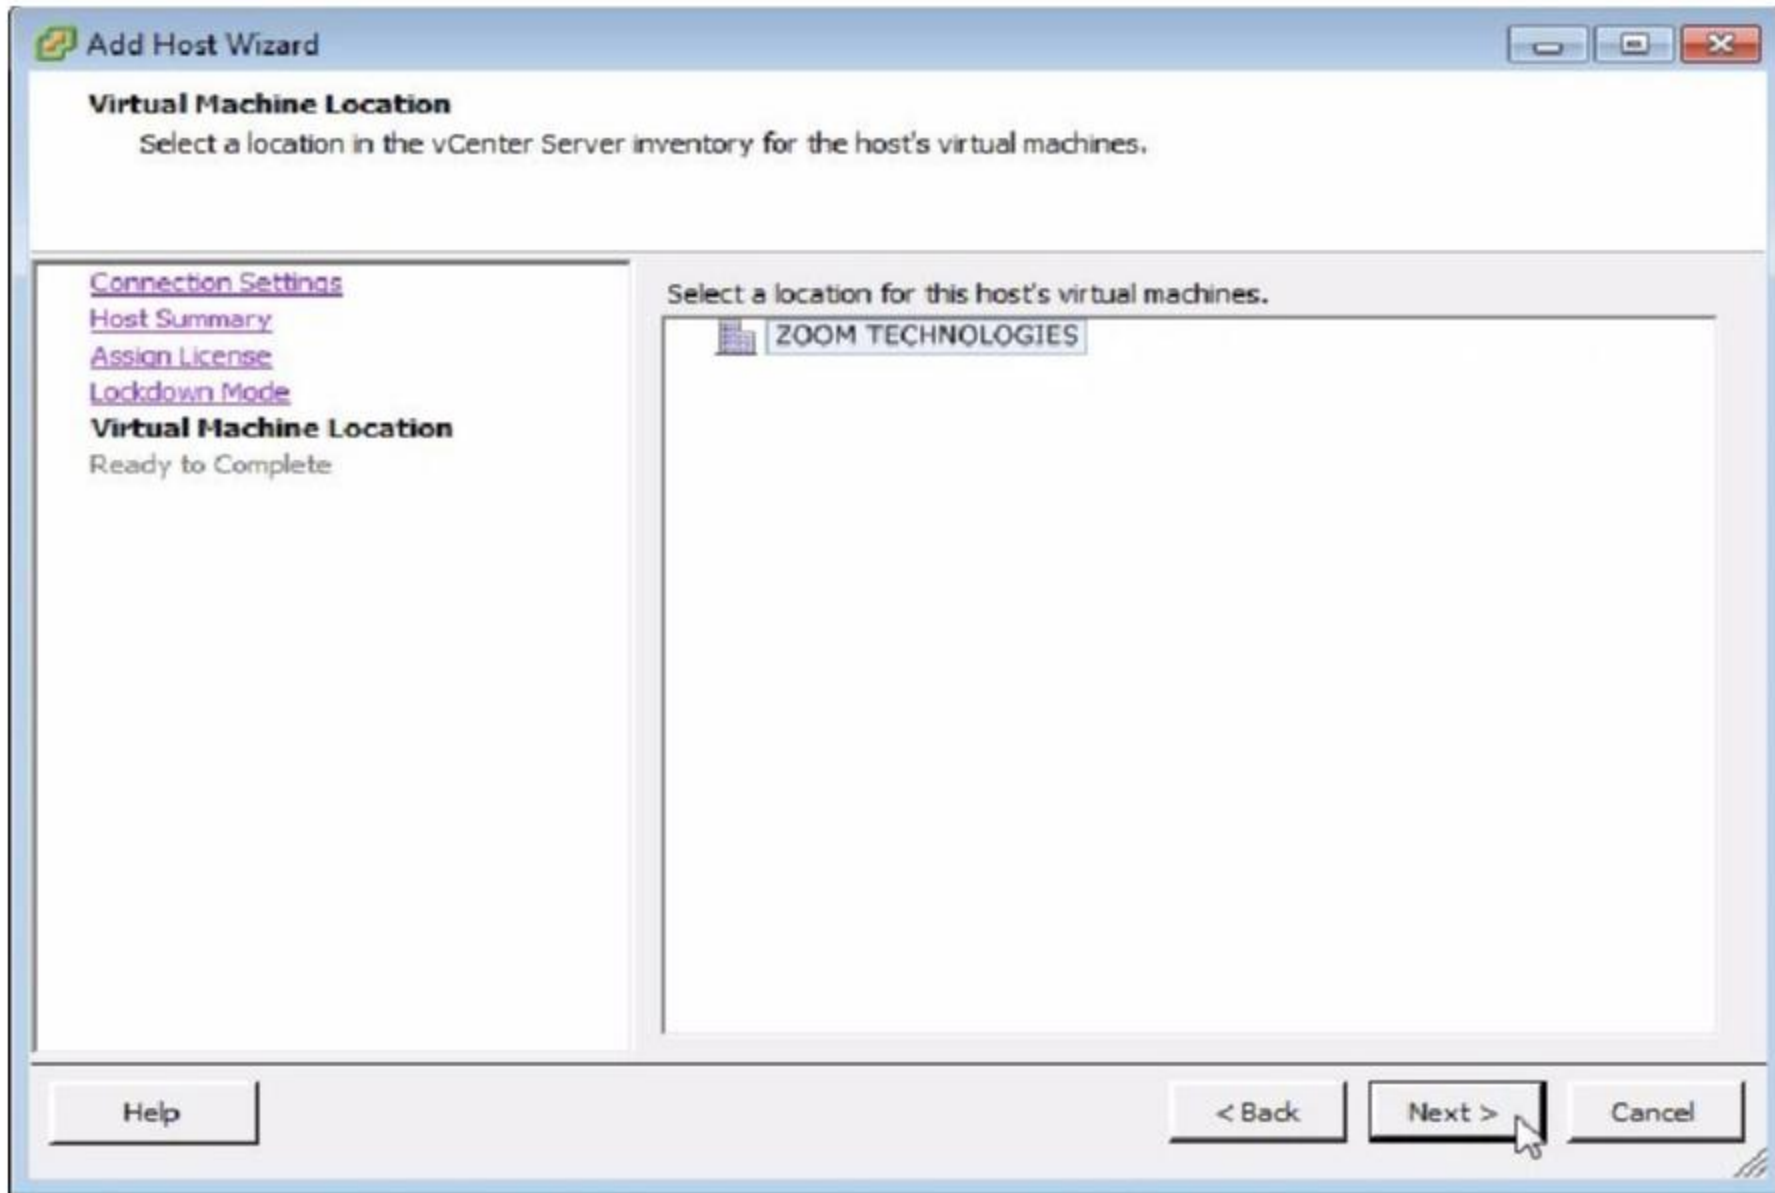 Add Host Wizard
Virtual Machine Location
Select a location in the vCenter Server inventory for the host's virtual machines.
Connection Settings
Host Summary
Assign License
Lockdown Mode
Virtual Machine Location
Ready to Complete
Select a location for this host's virtual machines.
ZOOM TECHNOLOGIES
Help
< Back
Next >
Cancel